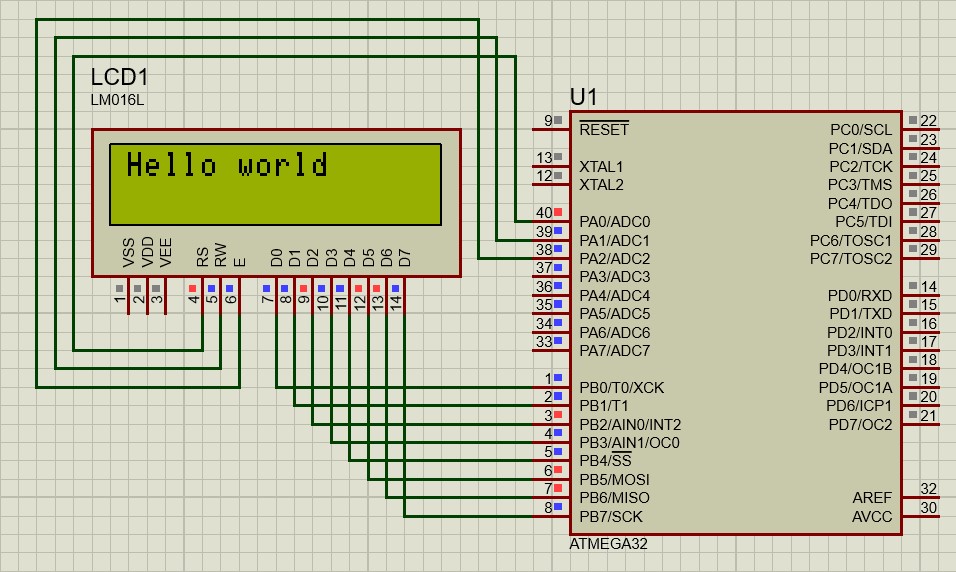 LCD1
LM016L
Hello world
VSS
VDD
VEE
RS
RW
E
D0
D1
D2
D3
D4
D5
D6
D7
1
2
3
4
5
6
7
8
9
10
11
12
13
14
U1
9 RESET
13 XTAL1
12 XTAL2
40 PA0/ADC0
39 PA1/ADC1
38 PA2/ADC2
37 PA3/ADC3
36 PA4/ADC4
35 PA5/ADC5
34 PA6/ADC6
33 PA7/ADC7
1 PB0/T0/XCK
2 PB1/T1
3 PB2/AIN0/INT2
4 PB3/AIN1/OC0
5 PB4/SS
6 PB5/MOSI
7 PB6/MISO
8 PB7/SCK
PC0/SCL 22
PC1/SDA 23
PC2/TCK 24
PC3/TMS 25
PC4/TDO 26
PC5/TDI 27
PC6/TOSC1 28
PC7/TOSC2 29
PD0/RXD 14
PD1/TXD 15
PD2/INT0 16
PD3/INT1 17
PD4/OC1B 18
PD5/OC1A 19
PD6/ICP1 20
PD7/OC2 21
AREF 32
AVCC 30
ATMEGA32